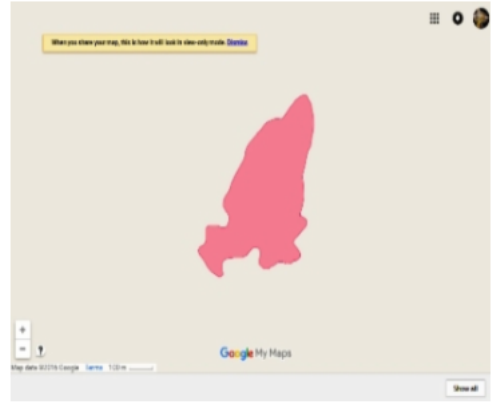 When you share your map, this is how it will look in view-only mode. Dismiss
+
−
Google My Maps
Map data ©2016 Google Terms
Show all